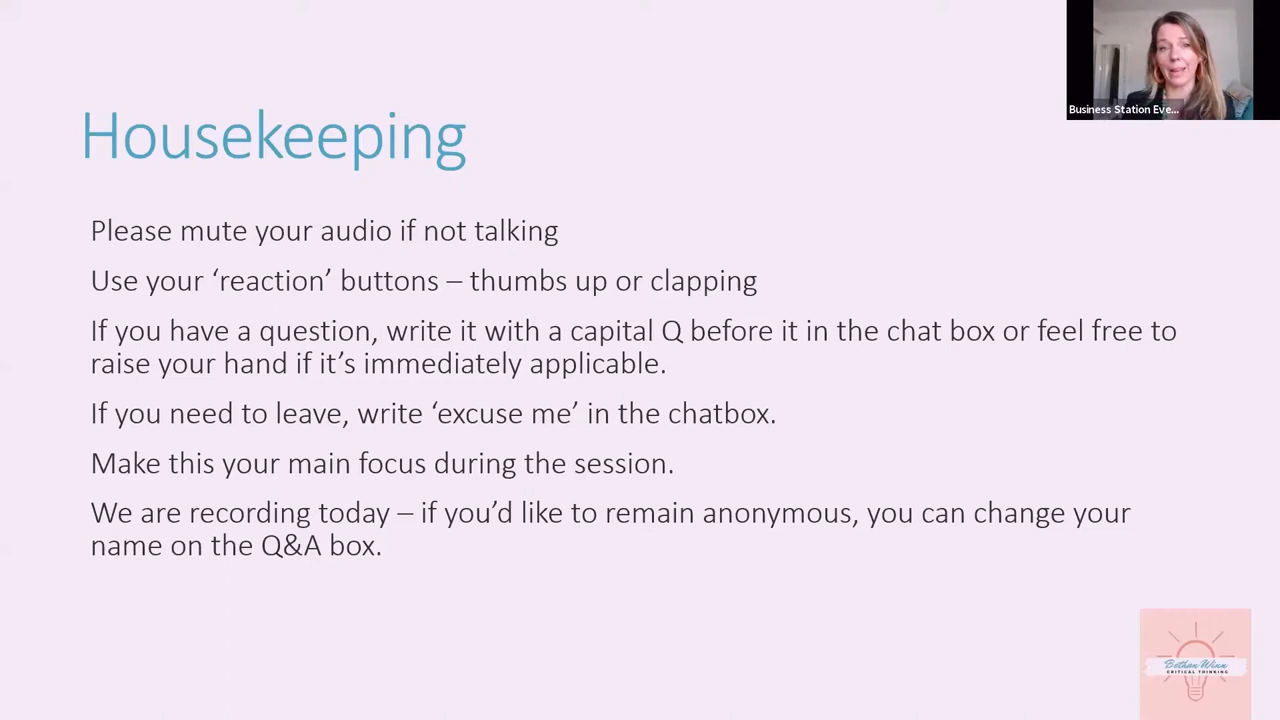 Business Station Eve...
Housekeeping
Please mute your audio if not talking
Use your ‘reaction’ buttons – thumbs up or clapping
If you have a question, write it with a capital Q before it in the chat box or feel free to
raise your hand if it’s immediately applicable.
If you need to leave, write ‘excuse me’ in the chatbox.
Make this your main focus during the session.
We are recording today – if you’d like to remain anonymous, you can change your
name on the Q&A box.
Bethan Winn
CRITICAL THINKING